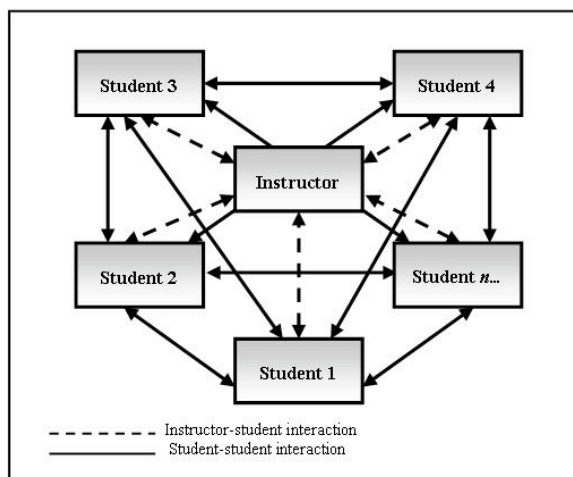 Student 3
Student 4
Instructor
Student 2
Student n...
Student 1
Instructor-student interaction
Student-student interaction